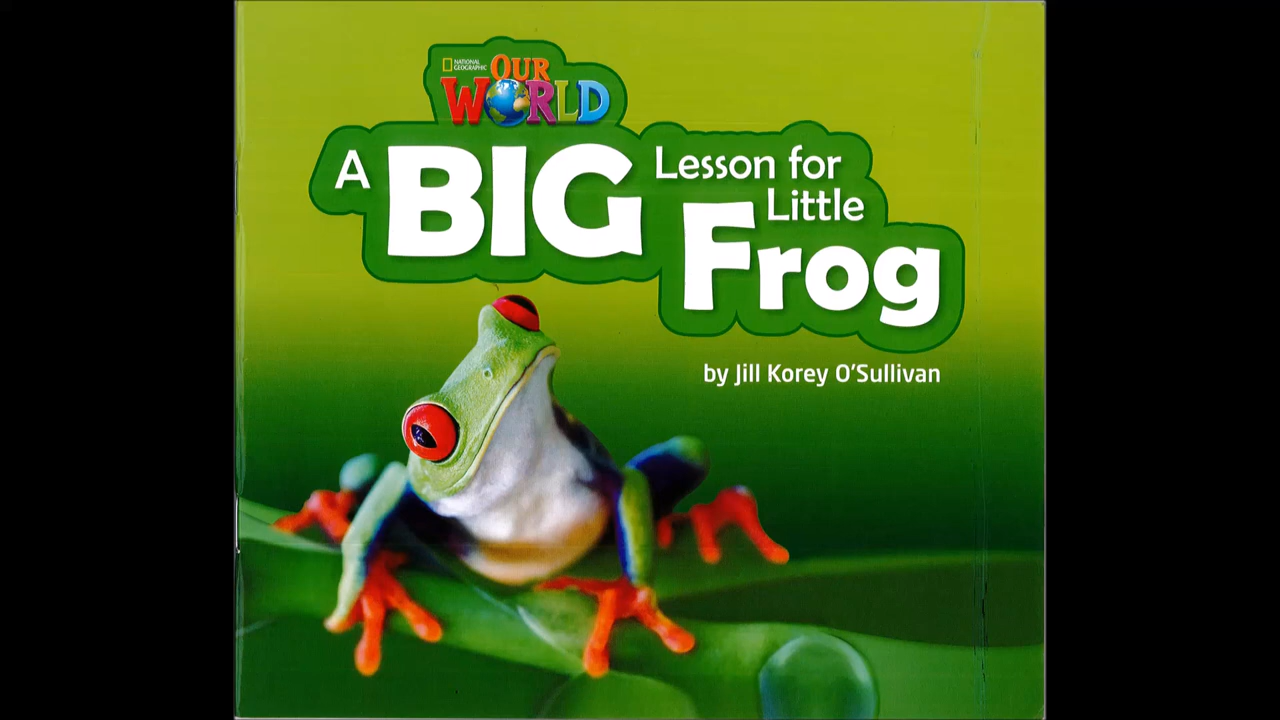 NATIONAL
GEOGRAPHIC
OUR
WORLD
A BIG Lesson for
Little
Frog
by Jill Korey O'Sullivan